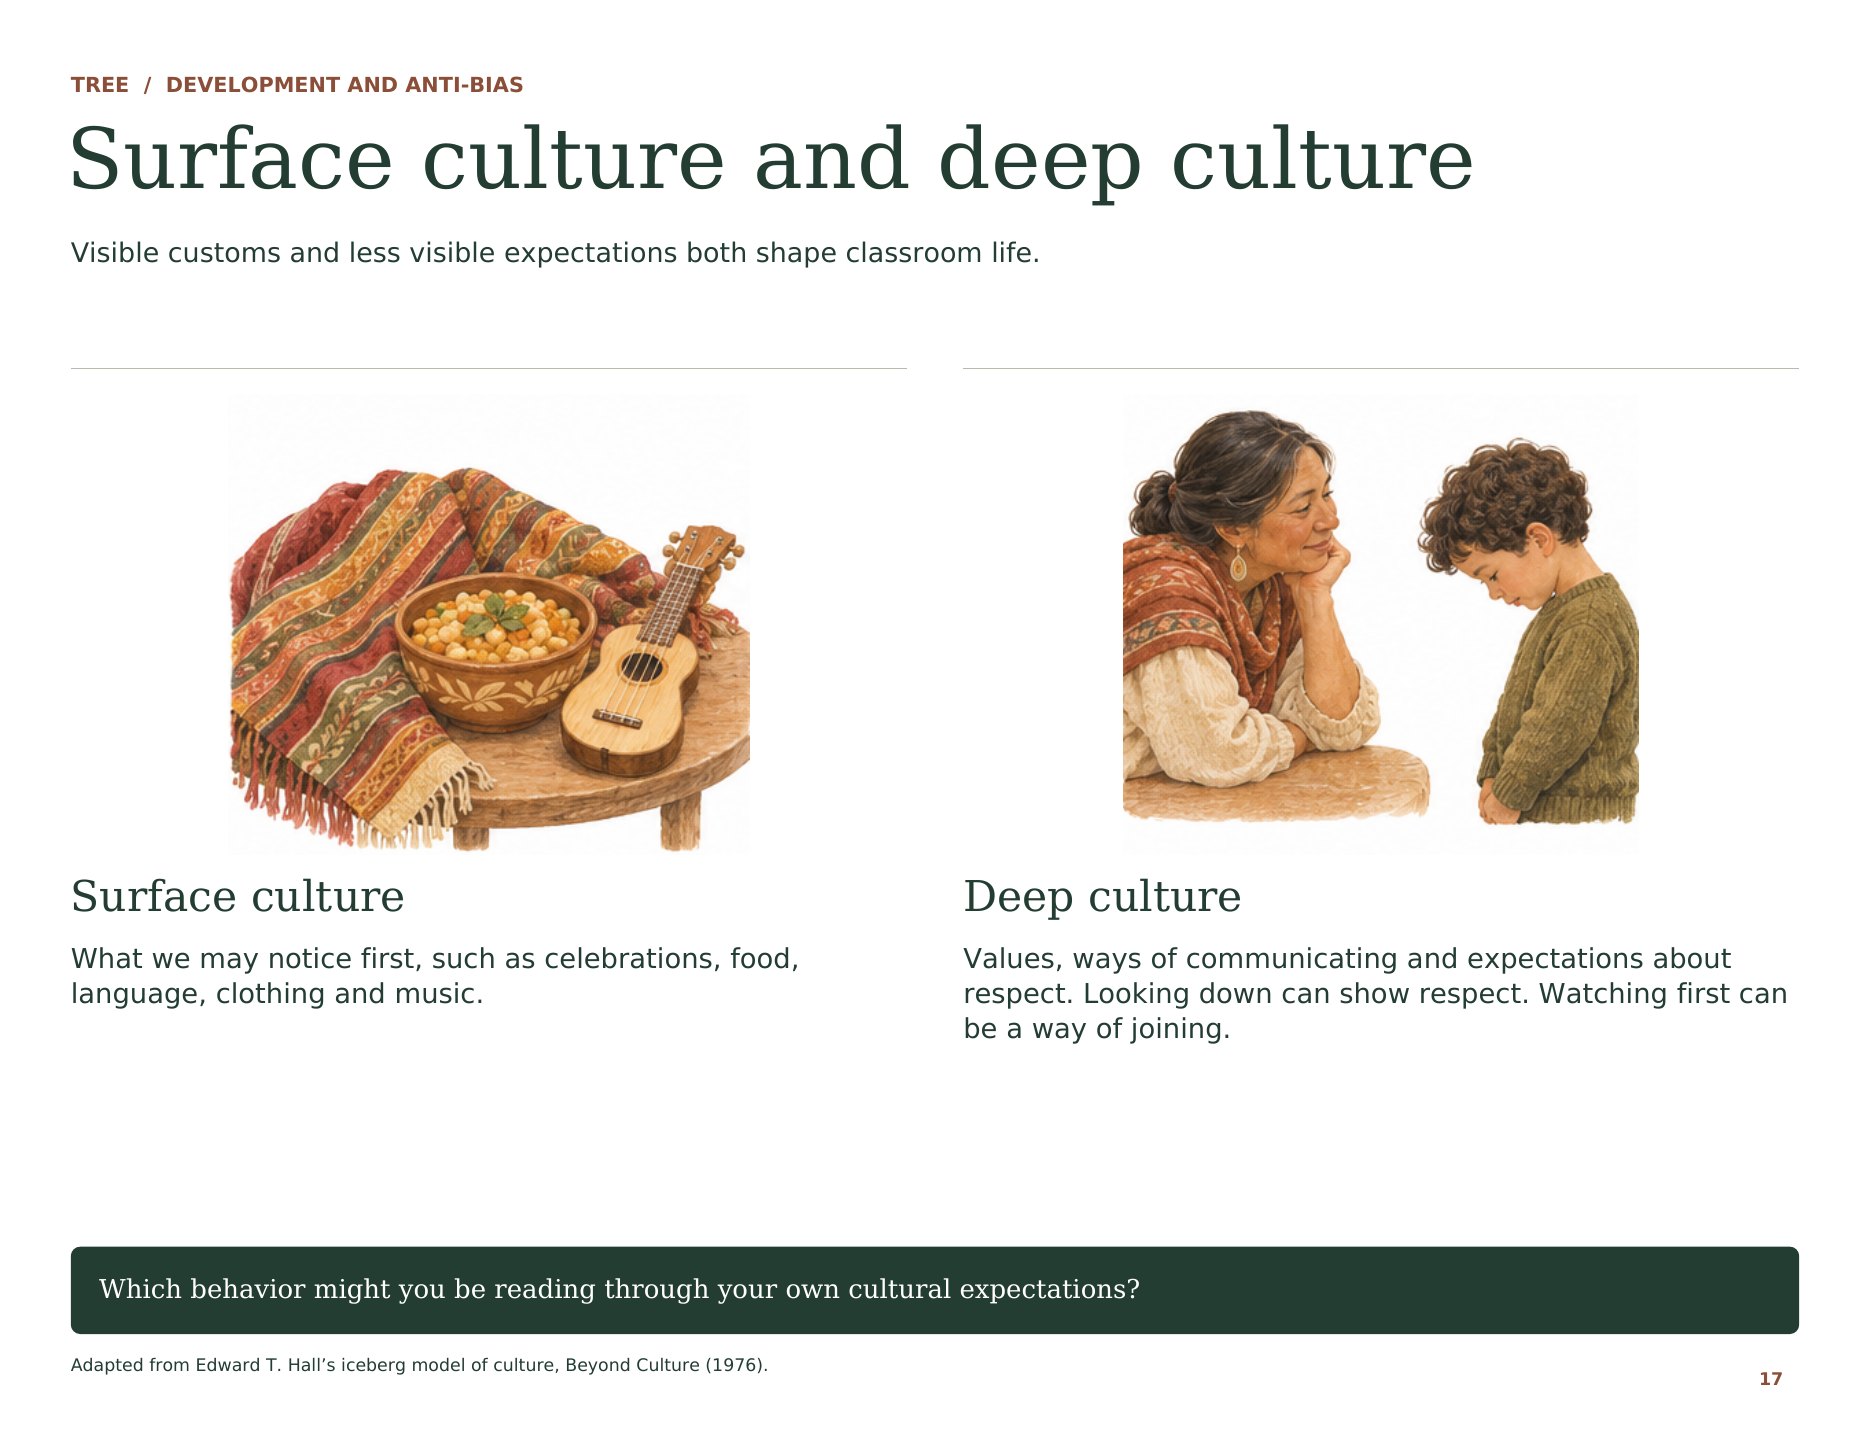 TREE / DEVELOPMENT AND ANTI-BIAS
Surface culture and deep culture
Visible customs and less visible expectations both shape classroom life.
Surface culture
What we may notice first, such as celebrations, food,
language, clothing and music.
Deep culture
Values, ways of communicating and expectations about
respect. Looking down can show respect. Watching first can
be a way of joining.
Which behavior might you be reading through your own cultural expectations?
Adapted from Edward T. Hall’s iceberg model of culture, Beyond Culture (1976).
17